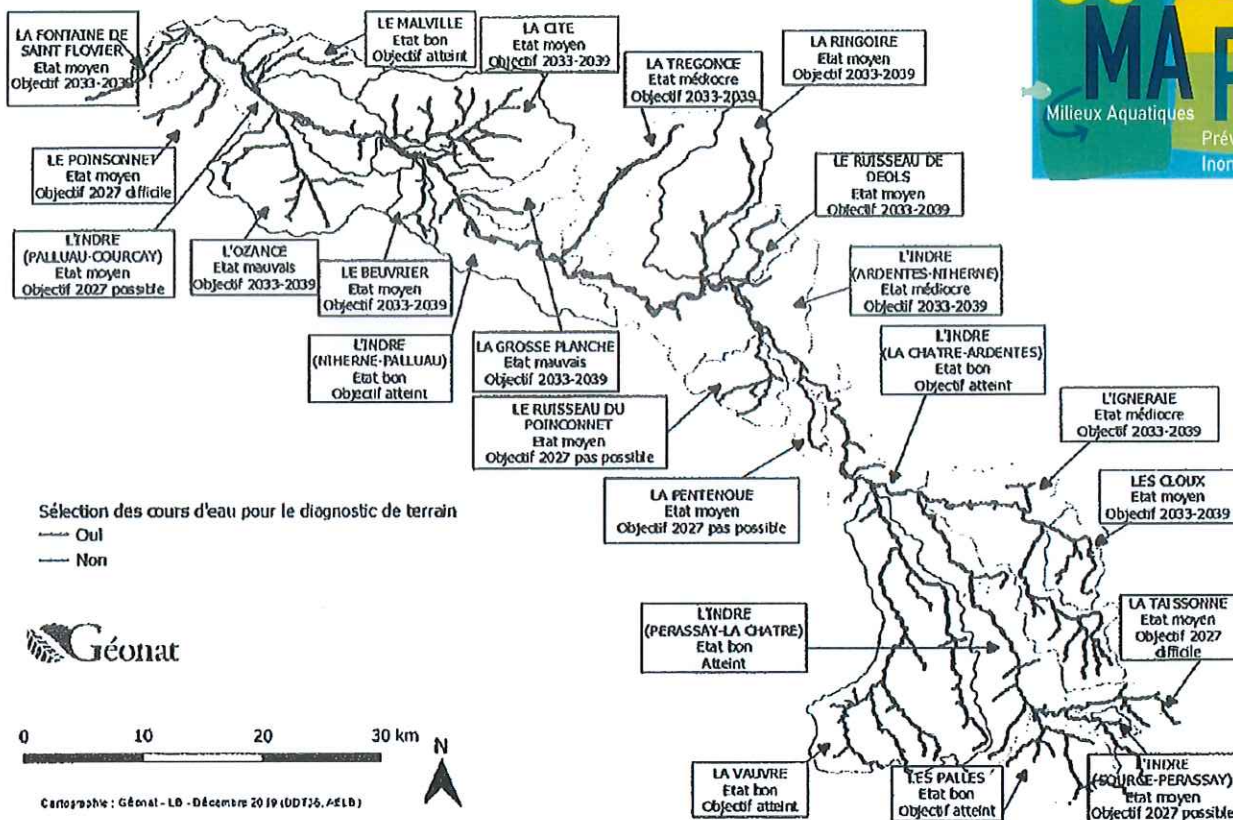 LA FONTAINE DE
SAINT FLOVIER
Etat moyen
Objectif 2033-2039
LE MALVILLE
Etat bon
Objectif atteint
LA CITE
Etat moyen
Objectif 2033-2039
LA TREGONCE
Etat médiocre
Objectif 2033-2039
LA RINGOIRE
Etat moyen
Objectif 2033-2039
MA
Milieux Aquatiques
Prév
Inon
LE POINSONNET
Etat moyen
Objectif 2027 difficile
LE RUISSEAU DE
DEOLS
Etat moyen
Objectif 2033-2039
L'INDRE
(PALLUAU-COURCAY)
Etat moyen
Objectif 2027 possible
L'OZANCE
Etat mauvais
Objectif 2033-2039
LE BEUVRIER
Etat moyen
Objectif 2033-2039
L'INDRE
(ARDENTES-NIHERNE)
Etat médiocre
Objectif 2033-2039
L'INDRE
(NIHERNE-PALLUAU)
Etat bon
Objectif atteint
LA GROSSE PLANCHE
Etat mauvais
Objectif 2033-2039
L'INDRE
(LA CHATRE-ARDENTES)
Etat bon
Objectif atteint
LE RUISSEAU DU
POINCONNET
Etat moyen
Objectif 2027 pas possible
L'IGNERAIE
Etat médiocre
Objectif 2033-2039
LA PENTENOUE
Etat moyen
Objectif 2027 pas possible
LES CLOUX
Etat moyen
Objectif 2033-2039
Sélection des cours d'eau pour le diagnostic de terrain
Oui
Non
Géonat
L'INDRE
(PERASSAY-LA CHATRE)
Etat bon
Atteint
LA TAISSONNE
Etat moyen
Objectif 2027
difficile
0 10 20 30 km
N
LA VAUVRE
Etat bon
Objectif atteint
LES PALLES
Etat bon
Objectif atteint
L'INDRE
(SOURCE-PERASSAY)
Etat moyen
Objectif 2027 possible
Cartographie : Géonat - LB - Décembre 2019 (DDT36, AELB)